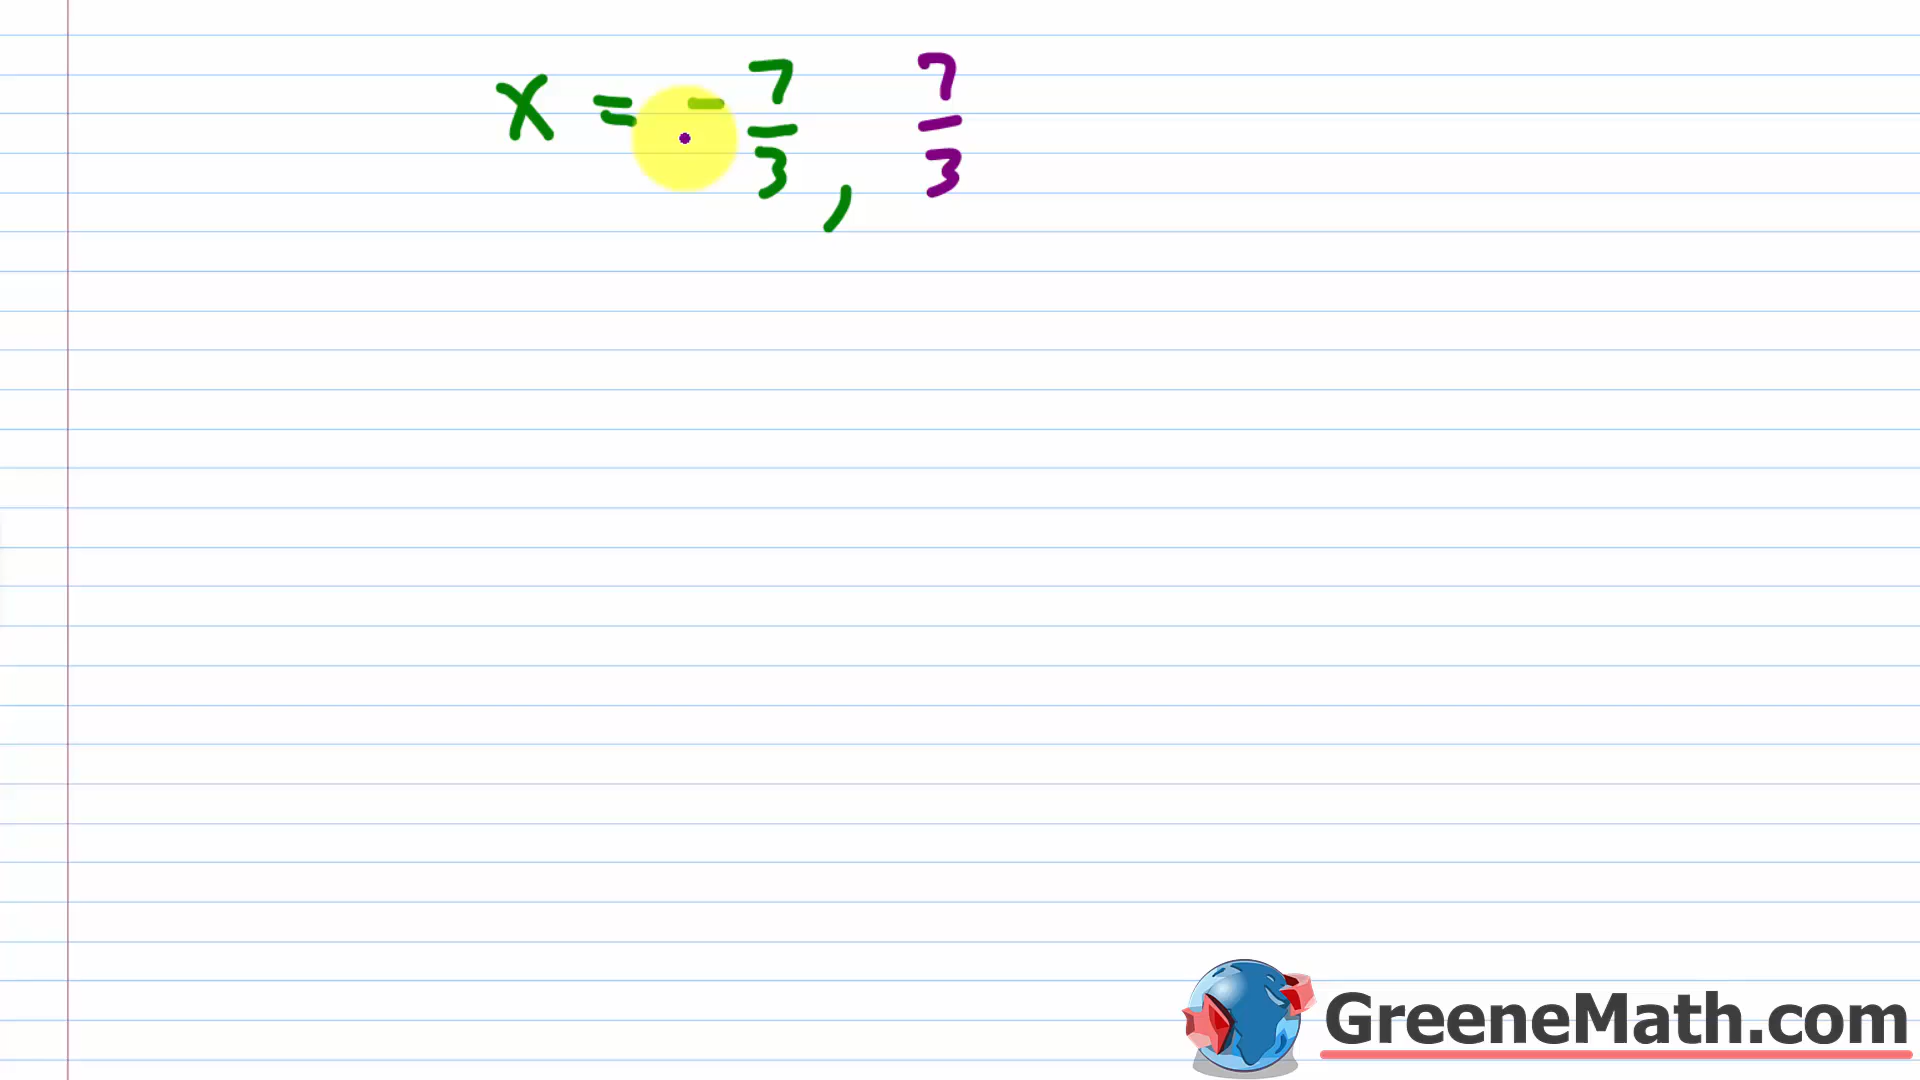 x = - 7/3 , 7/3
GreeneMath.com